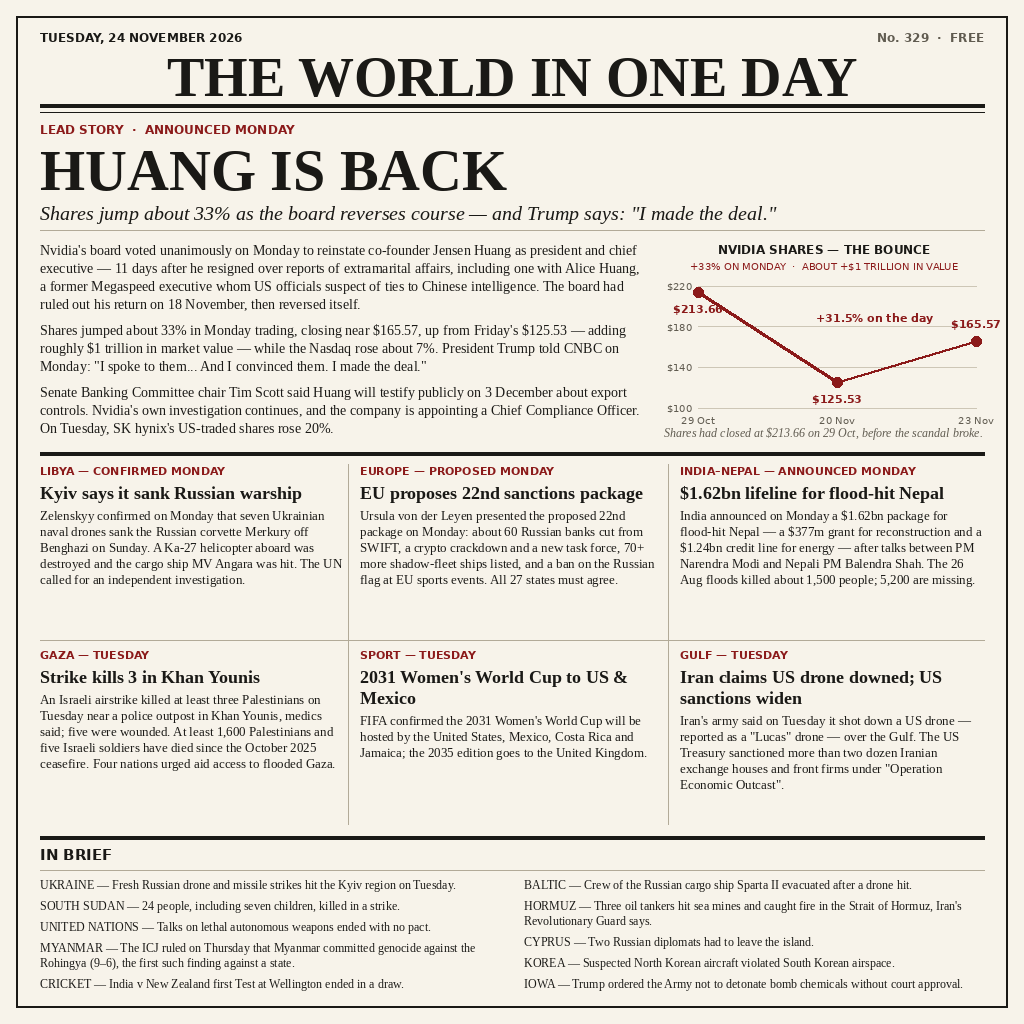 TUESDAY, 24 NOVEMBER 2026
No. 329 · FREE
THE WORLD IN ONE DAY
LEAD STORY · ANNOUNCED MONDAY
HUANG IS BACK
Shares jump about 33% as the board reverses course — and Trump says: "I made the deal."
Nvidia's board voted unanimously on Monday to reinstate co-founder Jensen Huang as president and chief
executive — 11 days after he resigned over reports of extramarital affairs, including one with Alice Huang,
a former Megaspeed executive whom US officials suspect of ties to Chinese intelligence. The board had
ruled out his return on 18 November, then reversed itself.
Shares jumped about 33% in Monday trading, closing near $165.57, up from Friday's $125.53 — adding
roughly $1 trillion in market value — while the Nasdaq rose about 7%. President Trump told CNBC on
Monday: "I spoke to them... And I convinced them. I made the deal."
Senate Banking Committee chair Tim Scott said Huang will testify publicly on 3 December about export
controls. Nvidia's own investigation continues, and the company is appointing a Chief Compliance Officer.
On Tuesday, SK hynix's US-traded shares rose 20%.
NVIDIA SHARES — THE BOUNCE
+33% ON MONDAY · ABOUT +$1 TRILLION IN VALUE
$220
$213.66
+31.5% on the day
$165.57
$180
$140
$125.53
$100
29 Oct
20 Nov
23 Nov
Shares had closed at $213.66 on 29 Oct, before the scandal broke.
LIBYA — CONFIRMED MONDAY
Kyiv says it sank Russian warship
Zelenskyy confirmed on Monday that seven Ukrainian
naval drones sank the Russian corvette Merkury off
Benghazi on Sunday. A Ka-27 helicopter aboard was
destroyed and the cargo ship MV Angara was hit. The UN
called for an independent investigation.
EUROPE — PROPOSED MONDAY
EU proposes 22nd sanctions package
Ursula von der Leyen presented the proposed 22nd
package on Monday: about 60 Russian banks cut from
SWIFT, a crypto crackdown and a new task force, 70+
more shadow-fleet ships listed, and a ban on the Russian
flag at EU sports events. All 27 states must agree.
INDIA–NEPAL — ANNOUNCED MONDAY
$1.62bn lifeline for flood-hit Nepal
India announced on Monday a $1.62bn package for
flood-hit Nepal — a $377m grant for reconstruction and a
$1.24bn credit line for energy — after talks between PM
Narendra Modi and Nepali PM Balendra Shah. The 26
Aug floods killed about 1,500 people; 5,200 are missing.
GAZA — TUESDAY
Strike kills 3 in Khan Younis
An Israeli airstrike killed at least three Palestinians on
Tuesday near a police outpost in Khan Younis, medics
said; five were wounded. At least 1,600 Palestinians and
five Israeli soldiers have died since the October 2025
ceasefire. Four nations urged aid access to flooded Gaza.
SPORT — TUESDAY
2031 Women's World Cup to US &
Mexico
FIFA confirmed the 2031 Women's World Cup will be
hosted by the United States, Mexico, Costa Rica and
Jamaica; the 2035 edition goes to the United Kingdom.
GULF — TUESDAY
Iran claims US drone downed; US
sanctions widen
Iran's army said on Tuesday it shot down a US drone —
reported as a "Lucas" drone — over the Gulf. The US
Treasury sanctioned more than two dozen Iranian
exchange houses and front firms under "Operation
Economic Outcast".
IN BRIEF
UKRAINE — Fresh Russian drone and missile strikes hit the Kyiv region on Tuesday.
SOUTH SUDAN — 24 people, including seven children, killed in a strike.
UNITED NATIONS — Talks on lethal autonomous weapons ended with no pact.
MYANMAR — The ICJ ruled on Thursday that Myanmar committed genocide against the
Rohingya (9–6), the first such finding against a state.
CRICKET — India v New Zealand first Test at Wellington ended in a draw.
BALTIC — Crew of the Russian cargo ship Sparta II evacuated after a drone hit.
HORMUZ — Three oil tankers hit sea mines and caught fire in the Strait of Hormuz, Iran's
Revolutionary Guard says.
CYPRUS — Two Russian diplomats had to leave the island.
KOREA — Suspected North Korean aircraft violated South Korean airspace.
IOWA — Trump ordered the Army not to detonate bomb chemicals without court approval.